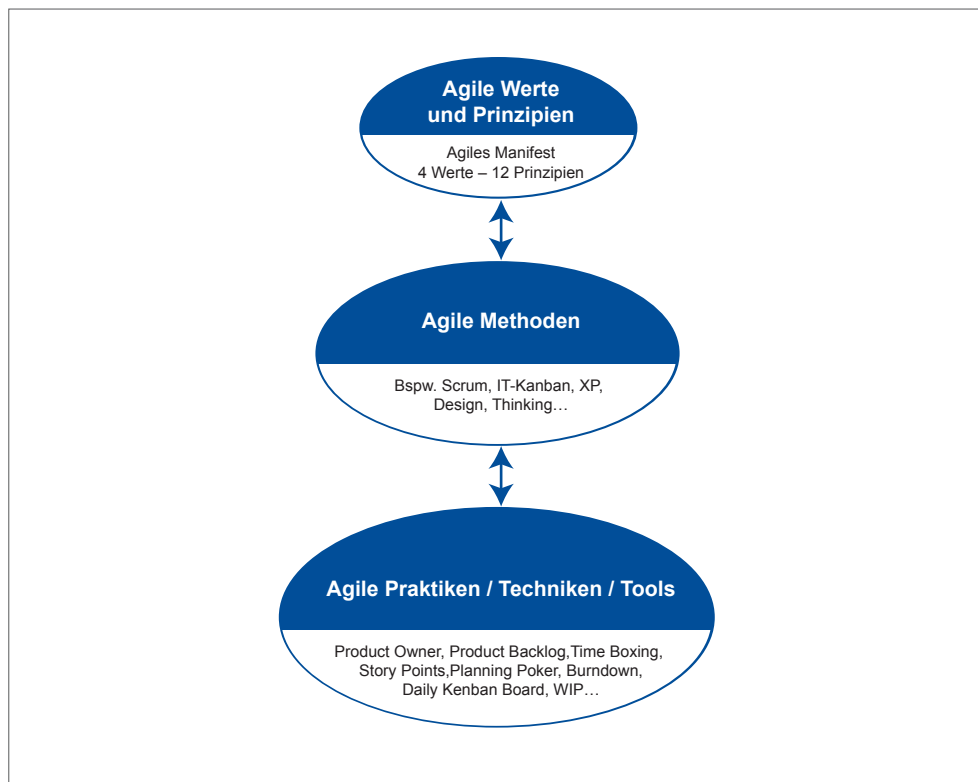 Agile Werte
und Prinzipien
Agiles Manifest
4 Werte – 12 Prinzipien
Agile Methoden
Bspw. Scrum, IT-Kanban, XP,
Design, Thinking…
Agile Praktiken / Techniken / Tools
Product Owner, Product Backlog,Time Boxing,
Story Points,Planning Poker, Burndown,
Daily Kenban Board, WIP…